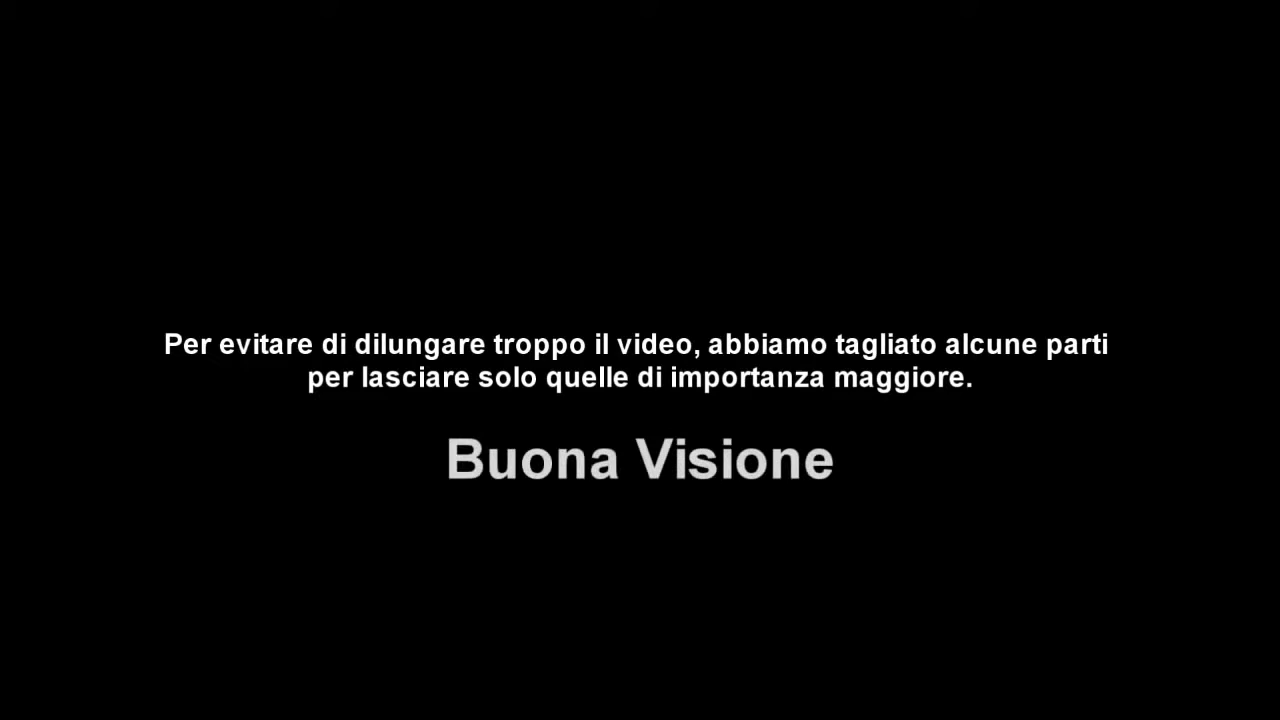 Per evitare di dilungare troppo il video, abbiamo tagliato alcune parti
per lasciare solo quelle di importanza maggiore.
Buona Visione